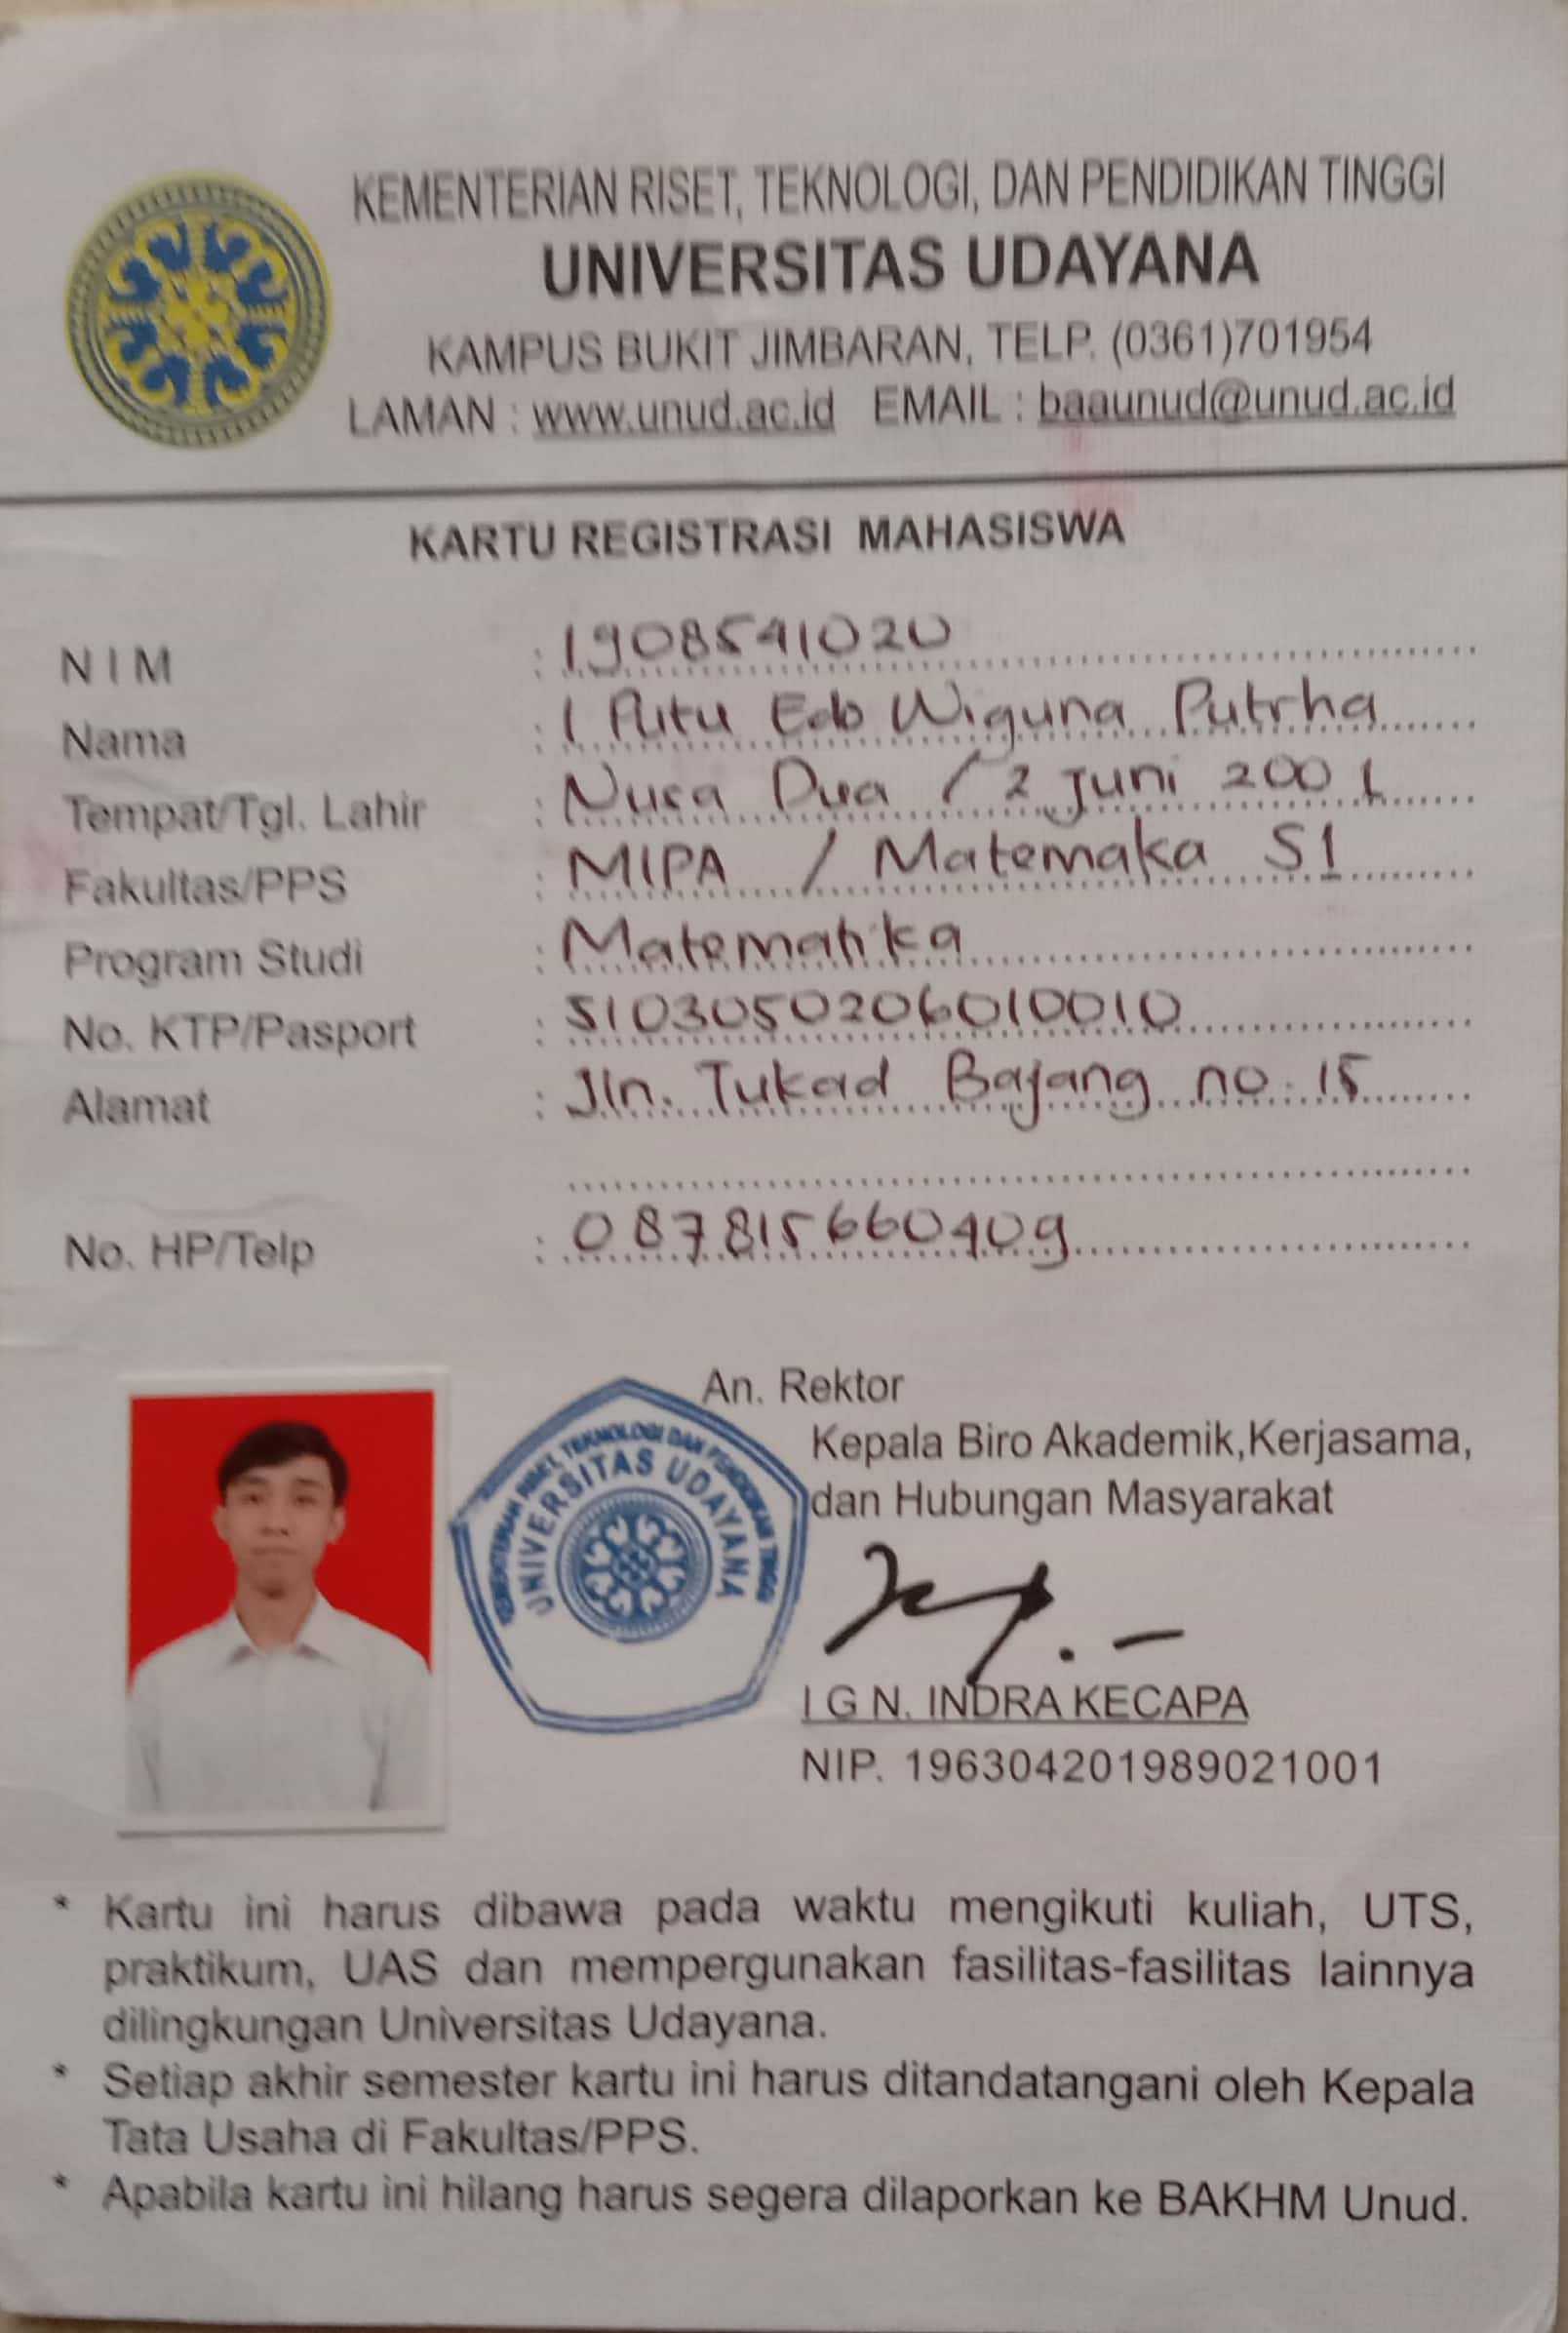 KEMENTERIAN RISET, TEKNOLOGI, DAN PENDIDIKAN TINGGI
UNIVERSITAS UDAYANA
KAMPUS BUKIT JIMBARAN, TELP. (0361)701954
LAMAN : www.unud.ac.id EMAIL : baaunud@unud.ac.id
KARTU REGISTRASI MAHASISWA
N I M : 1908541020
Nama : I Putu Edo Wiguna Putrha
Tempat/Tgl. Lahir : Nusa Dua / 2 Juni 2001
Fakultas/PPS : MIPA / Matemaka S1
Program Studi : Matematika
No. KTP/Pasport : 5103050206010010
Alamat : Jln. Tukad Bajang no. 15
No. HP/Telp : 087815660409
An. Rektor
Kepala Biro Akademik,Kerjasama,
dan Hubungan Masyarakat
KEMENTERIAN RISET, TEKNOLOGI DAN PENDIDIKAN TINGGI
UNIVERSITAS UDAYANA
I G N. INDRA KECAPA
NIP. 196304201989021001
* Kartu ini harus dibawa pada waktu mengikuti kuliah, UTS,
praktikum, UAS dan mempergunakan fasilitas-fasilitas lainnya
dilingkungan Universitas Udayana.
* Setiap akhir semester kartu ini harus ditandatangani oleh Kepala
Tata Usaha di Fakultas/PPS.
* Apabila kartu ini hilang harus segera dilaporkan ke BAKHM Unud.